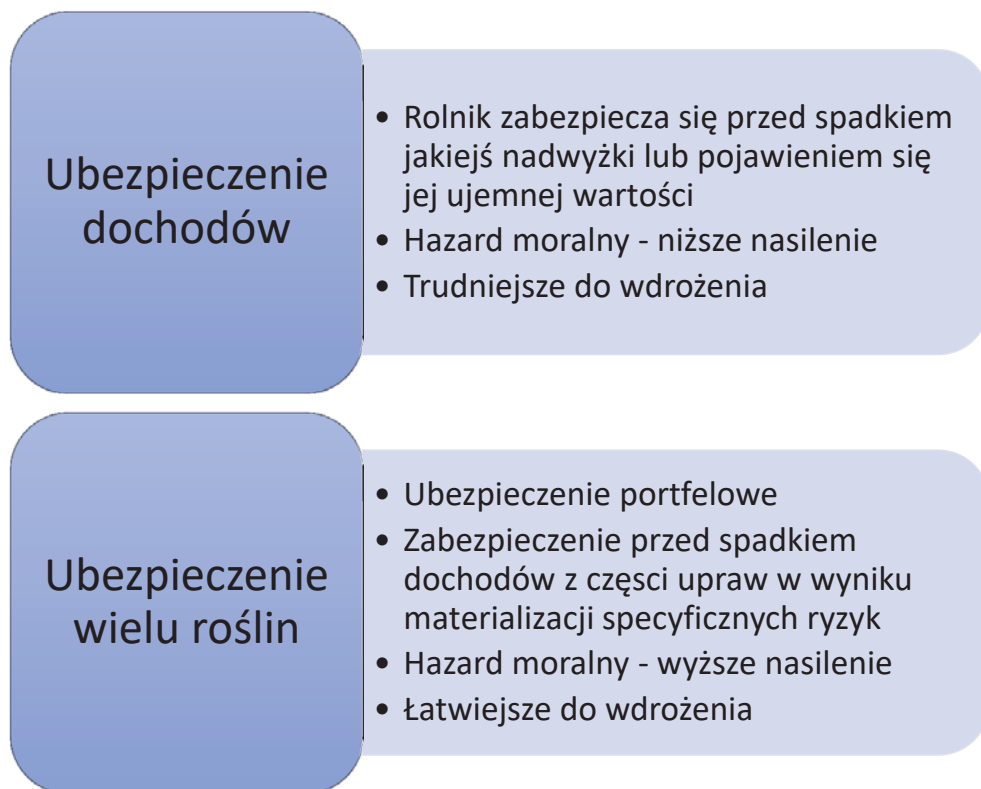 Ubezpieczenie
dochodów
• Rolnik zabezpiecza się przed spadkiem
jakiejś nadwyżki lub pojawieniem się
jej ujemnej wartości
• Hazard moralny - niższe nasilenie
• Trudniejsze do wdrożenia
Ubezpieczenie
wielu roślin
• Ubezpieczenie portfelowe
• Zabezpieczenie przed spadkiem
dochodów z częsci upraw w wyniku
materializacji specyficznych ryzyk
• Hazard moralny - wyższe nasilenie
• Łatwiejsze do wdrożenia